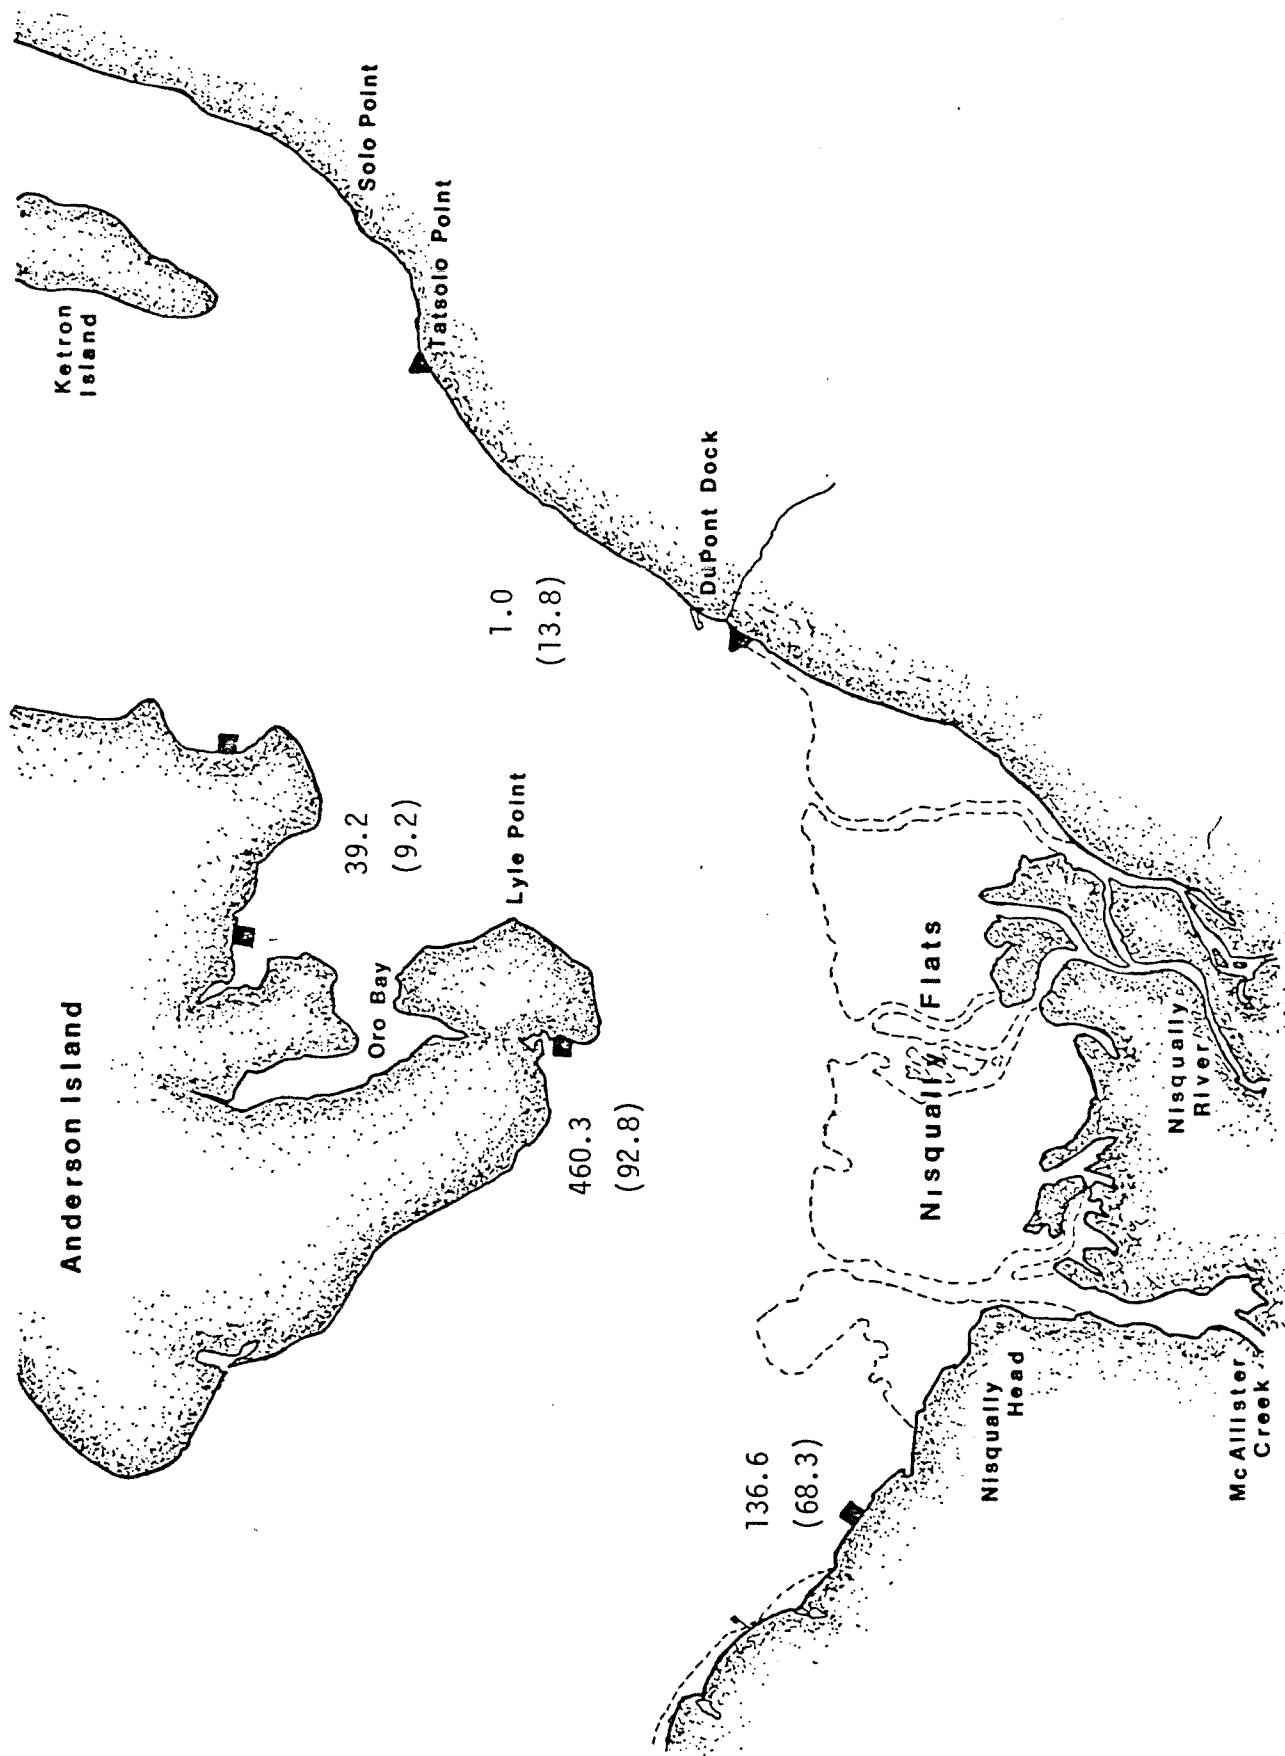 Ketron
Island
Solo Point
Tatsolo Point
DuPont Dock
1.0
(13.8)
39.2
(9.2)
Lyle Point
Oro Bay
Anderson Island
460.3
(92.8)
Nisqually Flats
Nisqually
River
136.6
(68.3)
Nisqually
Head
McAllister
Creek